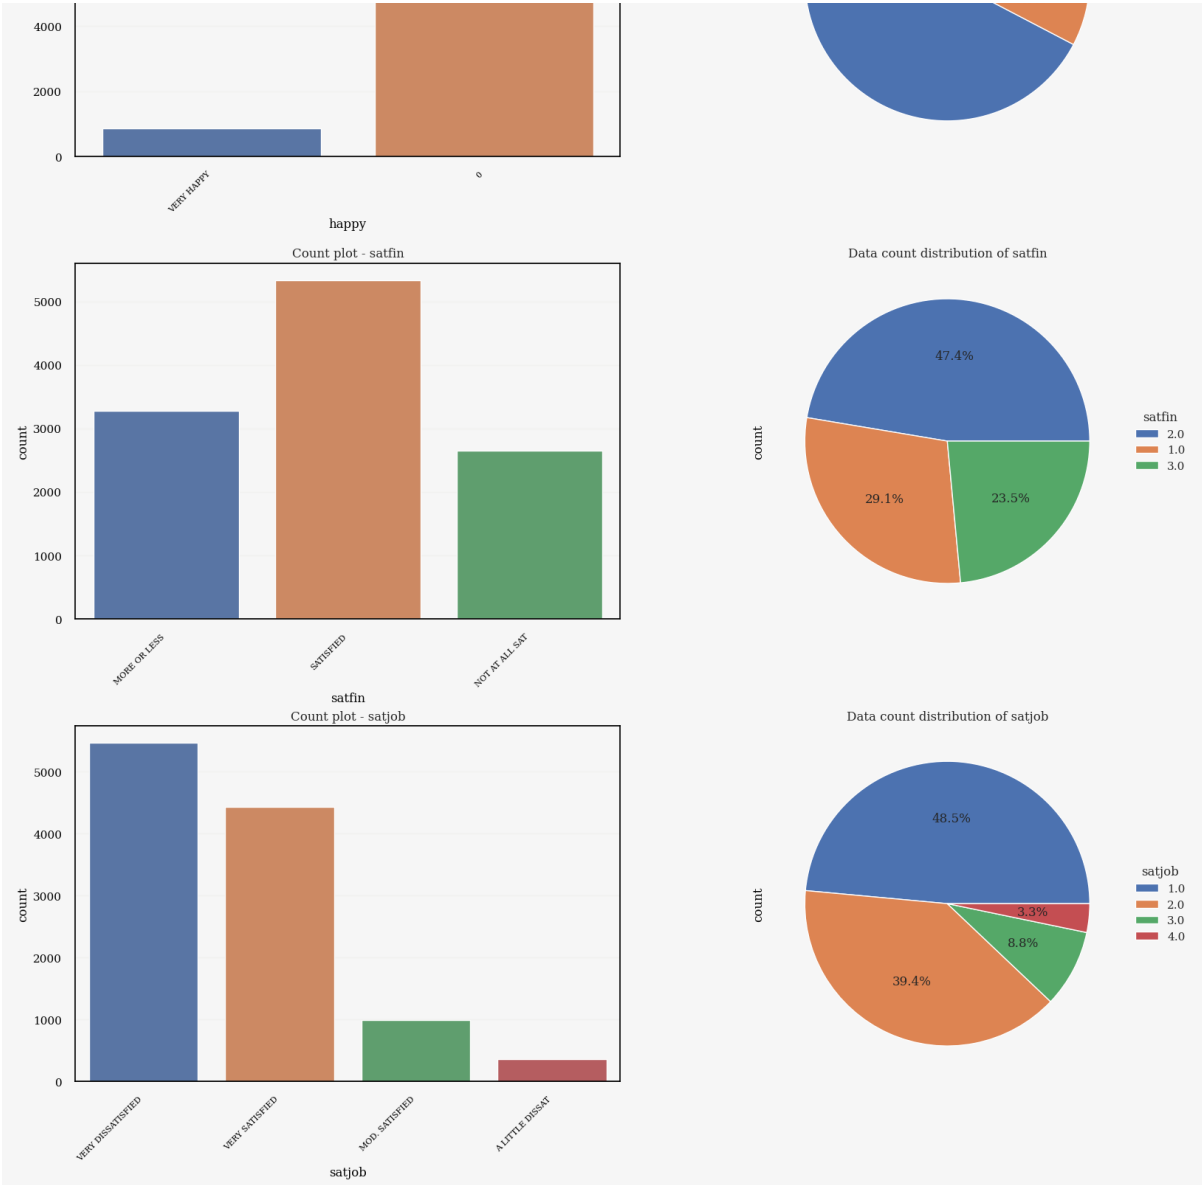 4000
2000
0
VERY HAPPY
0
happy
Count plot - satfin
5000
4000
3000
2000
1000
0
count
MORE OR LESS
SATISFIED
NOT AT ALL SAT
satfin
Data count distribution of satfin
count
47.4%
29.1%
23.5%
satfin
2.0
1.0
3.0
Count plot - satjob
5000
4000
3000
2000
1000
0
count
VERY DISSATISFIED
VERY SATISFIED
MOD. SATISFIED
A LITTLE DISSAT
satjob
Data count distribution of satjob
count
48.5%
3.3%
8.8%
39.4%
satjob
1.0
2.0
3.0
4.0